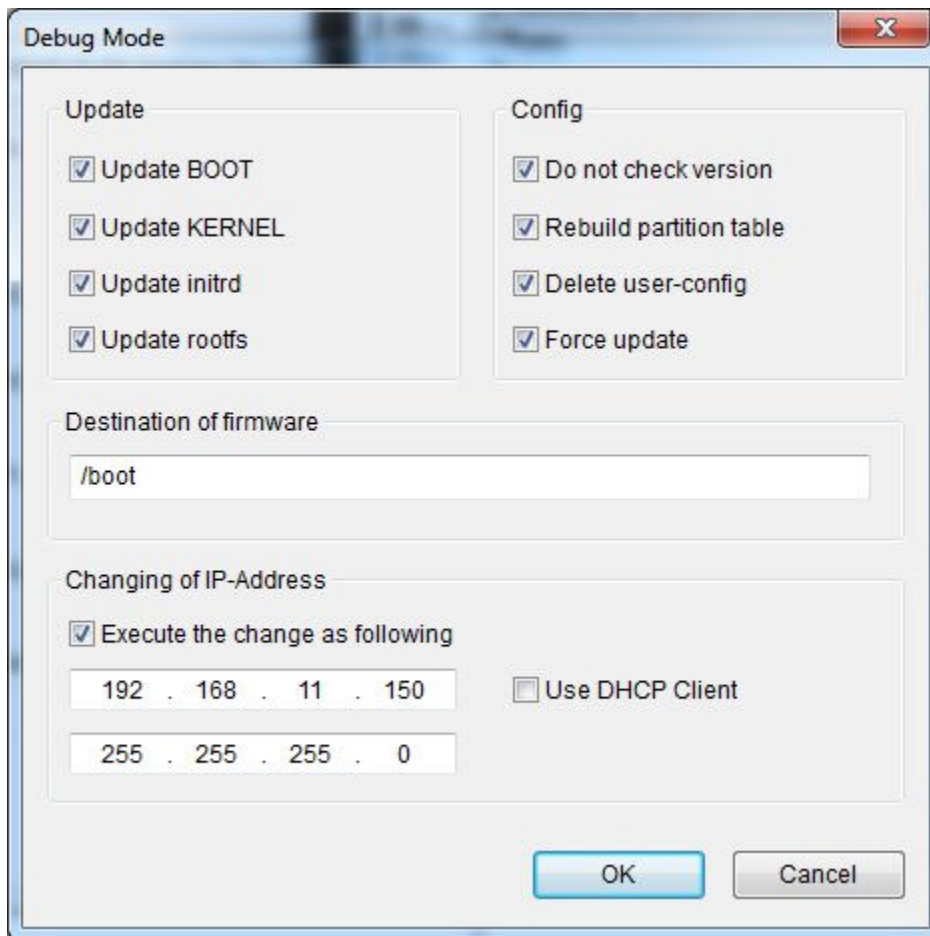 Debug Mode
Update
Update BOOT
Update KERNEL
Update initrd
Update rootfs
Config
Do not check version
Rebuild partition table
Delete user-config
Force update
Destination of firmware
/boot
Changing of IP-Address
Execute the change as following
192 . 168 . 11 . 150
Use DHCP Client
255 . 255 . 255 . 0
OK
Cancel